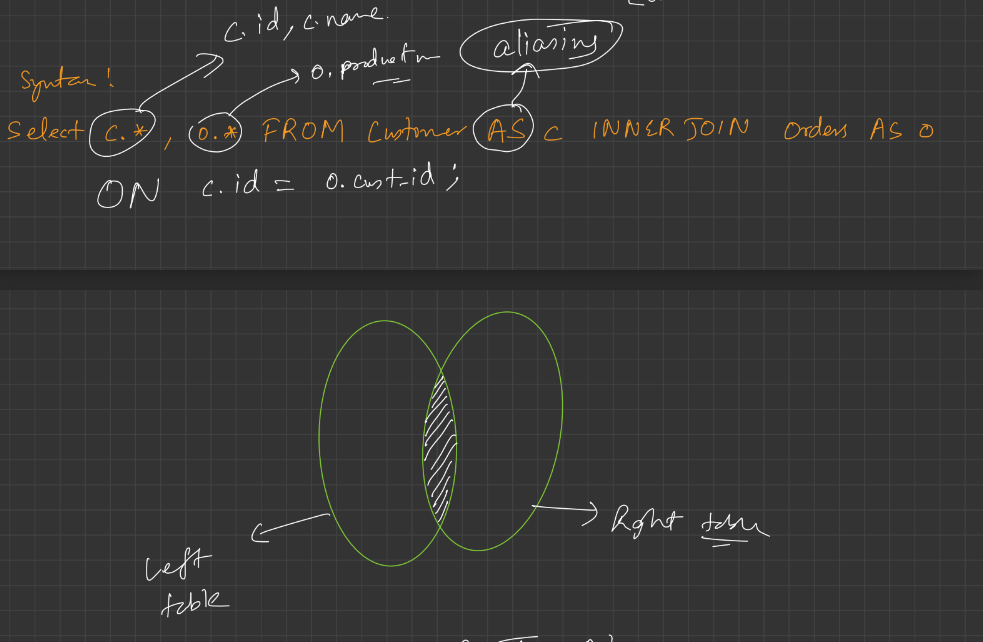 c.id, c.name.
o.product
aliasing
Syntax!
Select c.*, o.* FROM Customer AS c INNER JOIN Orders AS o
ON c.id = o.cust_id ;
Right table
Left
table